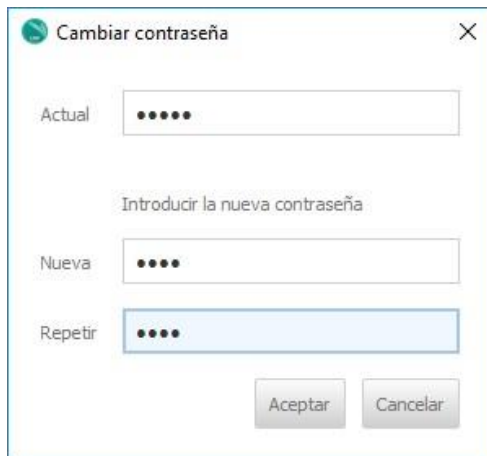 Cambiar contraseña
Actual •••••
Introducir la nueva contraseña
Nueva ••••
Repetir ••••
Aceptar Cancelar